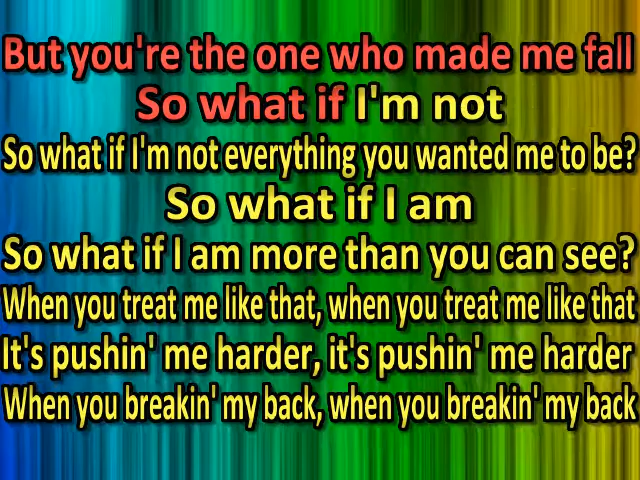 But you're the one who made me fall
So what if I'm not
So what if I'm not everything you wanted me to be?
So what if I am
So what if I am more than you can see?
When you treat me like that, when you treat me like that
It's pushin' me harder, it's pushin' me harder
When you breakin' my back, when you breakin' my back